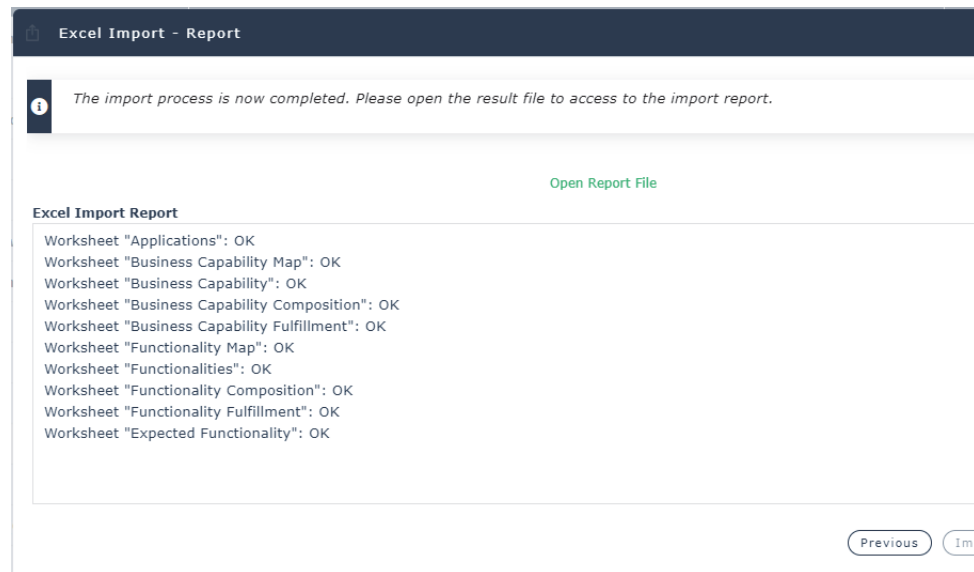 Excel Import - Report
The import process is now completed. Please open the result file to access to the import report.
Open Report File
Excel Import Report
Worksheet "Applications": OK
Worksheet "Business Capability Map": OK
Worksheet "Business Capability": OK
Worksheet "Business Capability Composition": OK
Worksheet "Business Capability Fulfillment": OK
Worksheet "Functionality Map": OK
Worksheet "Functionalities": OK
Worksheet "Functionality Composition": OK
Worksheet "Functionality Fulfillment": OK
Worksheet "Expected Functionality": OK
Previous Im